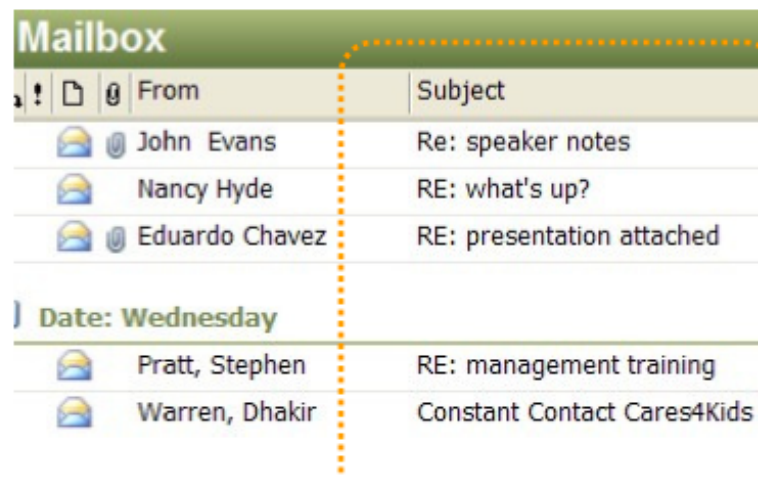 Mailbox
! From Subject
John Evans Re: speaker notes
Nancy Hyde RE: what's up?
Eduardo Chavez RE: presentation attached
Date: Wednesday
Pratt, Stephen RE: management training
Warren, Dhakir Constant Contact Cares4Kids